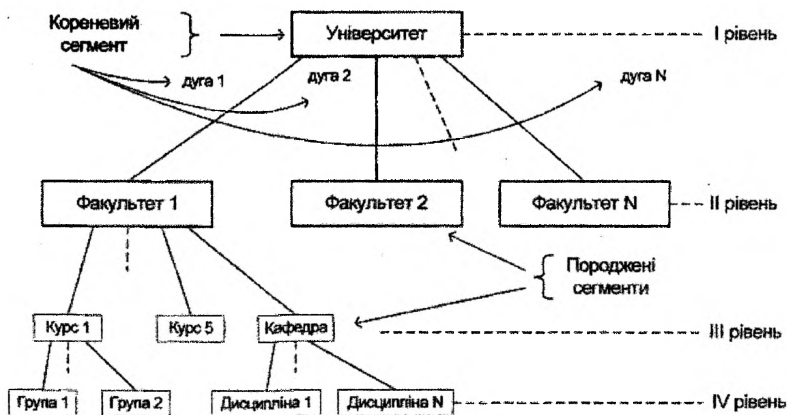 Кореневий
сегмент
Університет
І рівень
дуга 1
дуга 2
дуга N
Факультет 1
Факультет 2
Факультет N
ІІ рівень
Породжені
сегменти
Курс 1
Курс 5
Кафедра
ІІІ рівень
Група 1
Група 2
Дисципліна 1
Дисципліна N
IV рівень